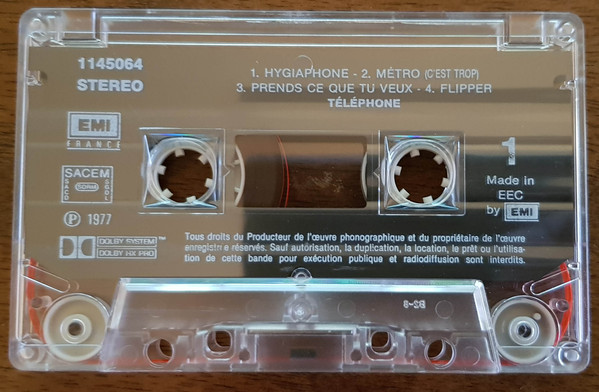 1145064
STEREO
1. HYGIAPHONE - 2. MÉTRO (C'EST TROP)
3. PRENDS CE QUE TU VEUX - 4. FLIPPER
TÉLÉPHONE
EMI
FRANCE
1
SACEM
SACD
SDRM
SGDL
Made in
EEC
by EMI
Ⓟ 1977
DOLBY SYSTEM
DOLBY HX PRO
Tous droits du Producteur de l'œuvre phonographique et du propriétaire de l'œuvre
enregistrée réservés. Sauf autorisation, la duplication, la location, le prêt ou l'utilisa-
tion de cette bande pour exécution publique et radiodiffusion sont interdits.